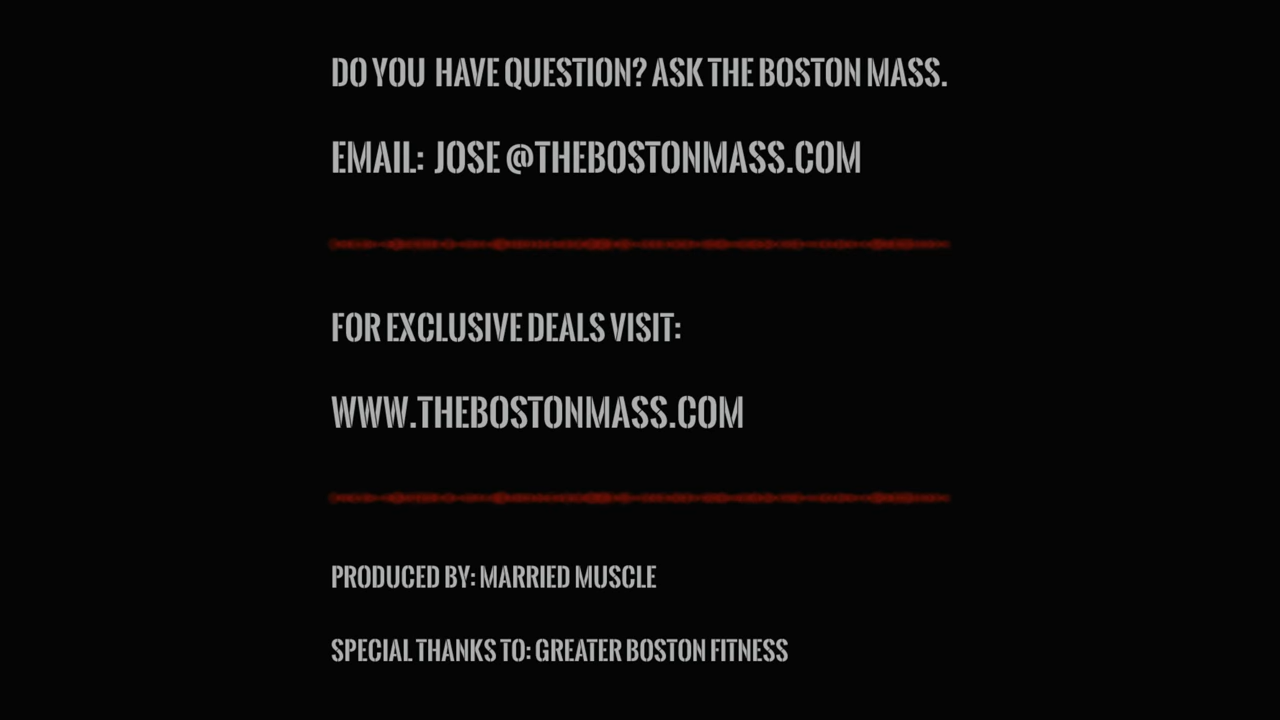 DO YOU HAVE QUESTION? ASK THE BOSTON MASS.
EMAIL: JOSE @THEBOSTONMASS.COM
FOR EXCLUSIVE DEALS VISIT:
WWW.THEBOSTONMASS.COM
PRODUCED BY: MARRIED MUSCLE
SPECIAL THANKS TO: GREATER BOSTON FITNESS